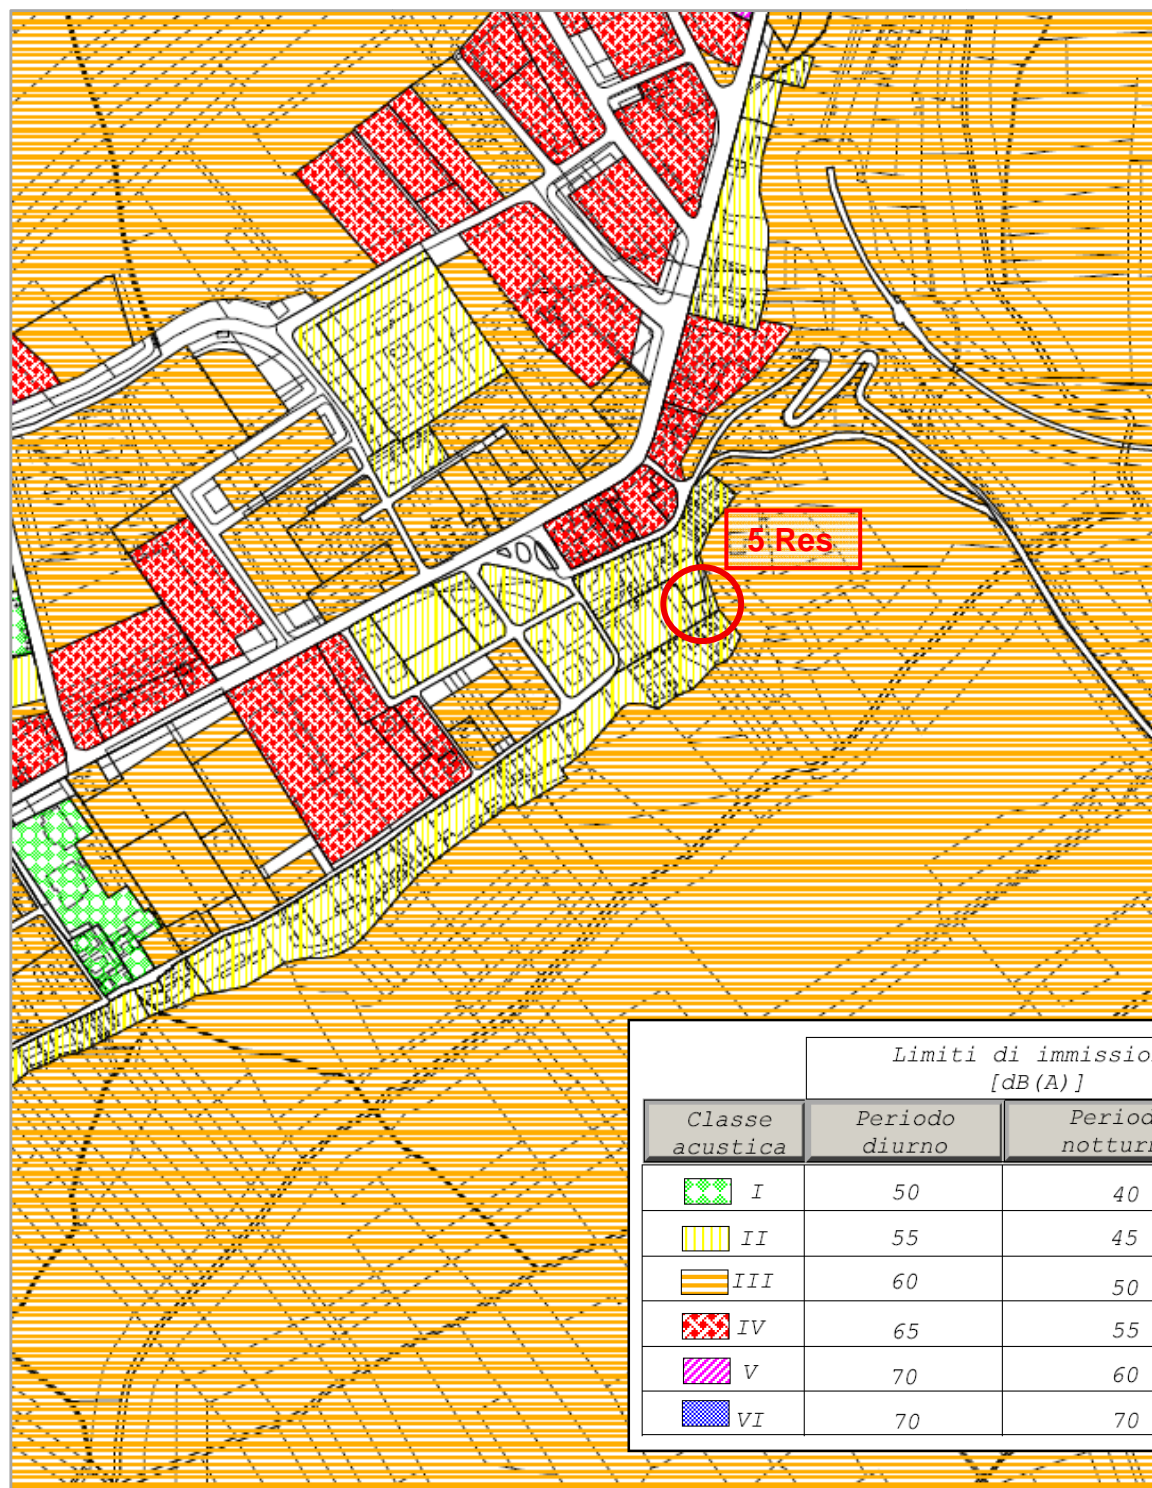 5 Res
Limiti di immissio
[dB(A)]
Classe acustica
Periodo diurno
Period notturn
I 50 40
II 55 45
III 60 50
IV 65 55
V 70 60
VI 70 70